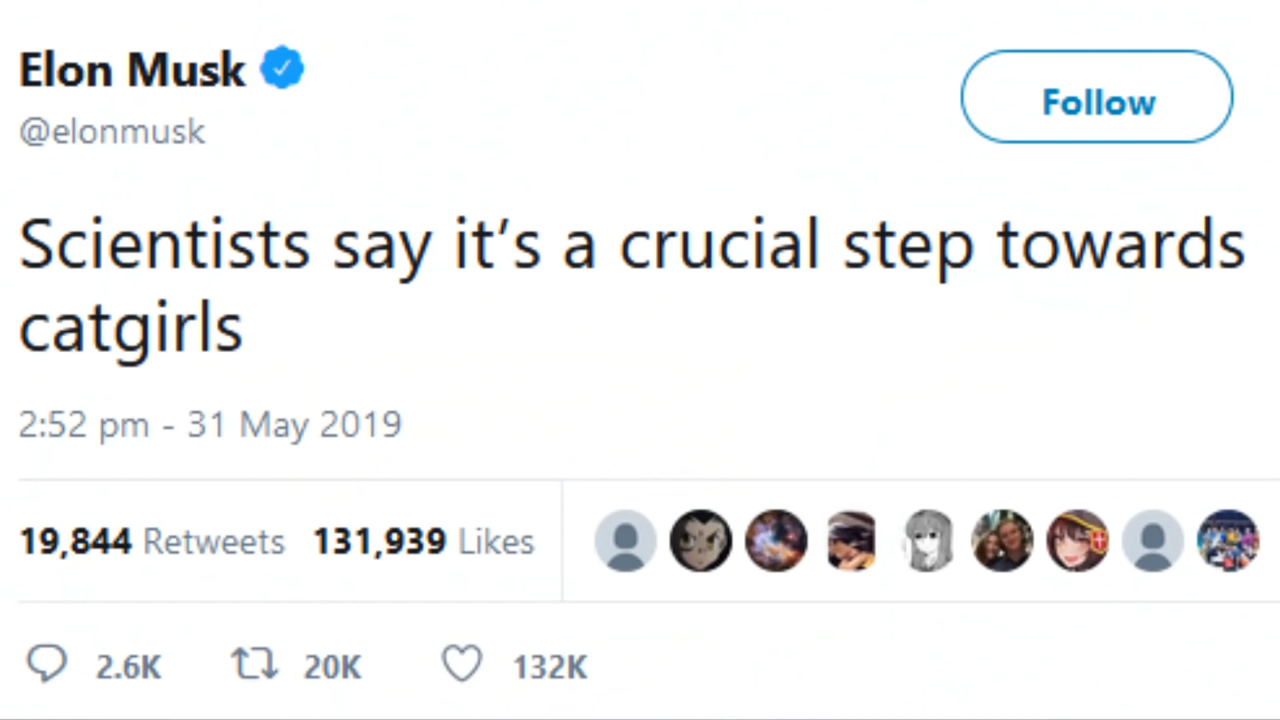 Elon Musk
@elonmusk
Follow
Scientists say it’s a crucial step towards
catgirls
2:52 pm - 31 May 2019
19,844 Retweets 131,939 Likes
2.6K 20K 132K